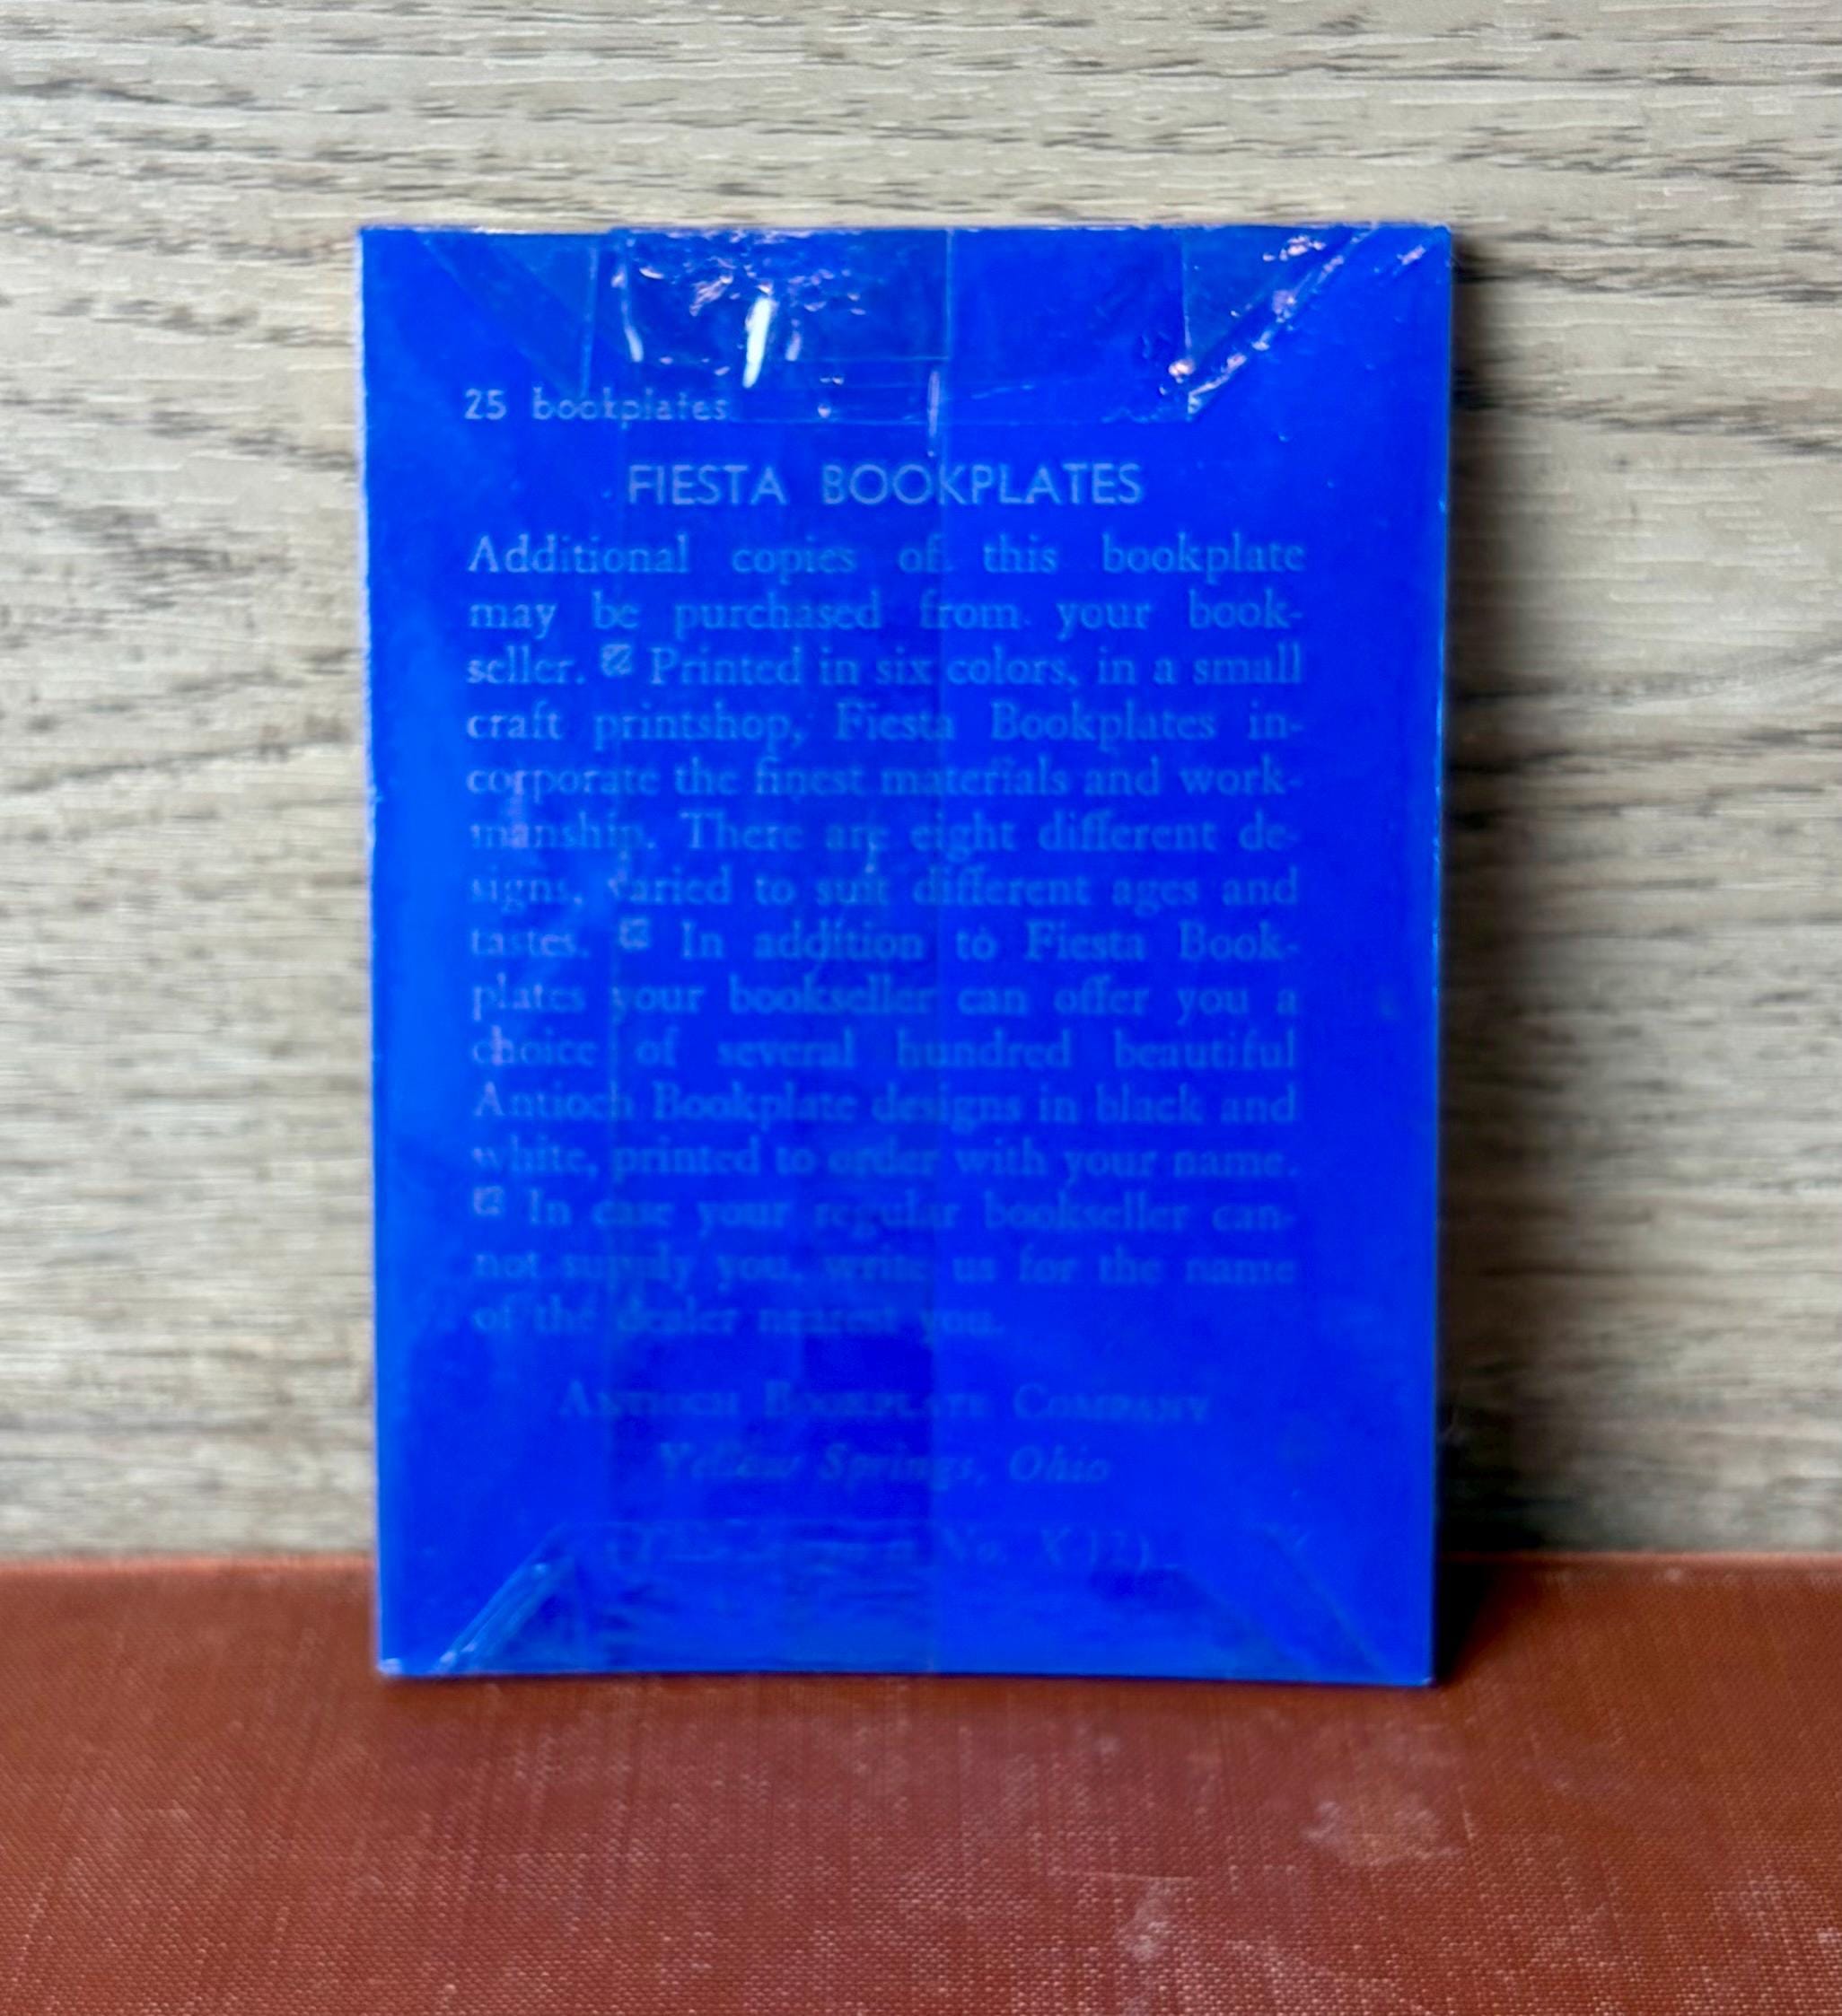 25 bookplates
FIESTA BOOKPLATES
Additional copies of this bookplate
may be purchased from your book-
seller. Printed in six colors, in a small
craft printshop, Fiesta Bookplates in-
corporate the finest materials and work-
manship. There are eight different de-
signs, varied to suit different ages and
tastes. In addition to Fiesta Book-
plates your bookseller can offer you a
choice of several hundred beautiful
Antioch Bookplate designs in black and
white, printed to order with your name.
In case your regular bookseller can-
not supply you, write us for the name
of the dealer nearest you.
ANTIOCH BOOKPLATE COMPANY
Yellow Springs, Ohio
No.